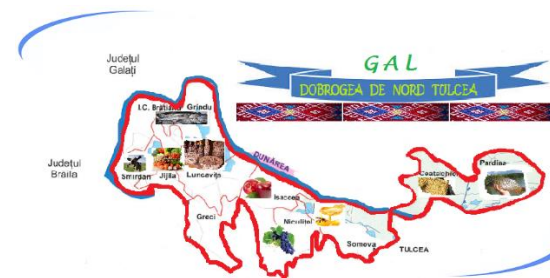 Județul
Galați
GAL
DOBROGEA DE NORD TULCEA
I.C. Brătianu
Grindu
Județul
Brăila
Smârdan
Jijila
Luncavița
DUNĂREA
Pardina
Ceatalchioi
Isaccea
Greci
Niculițel
Somova
TULCEA